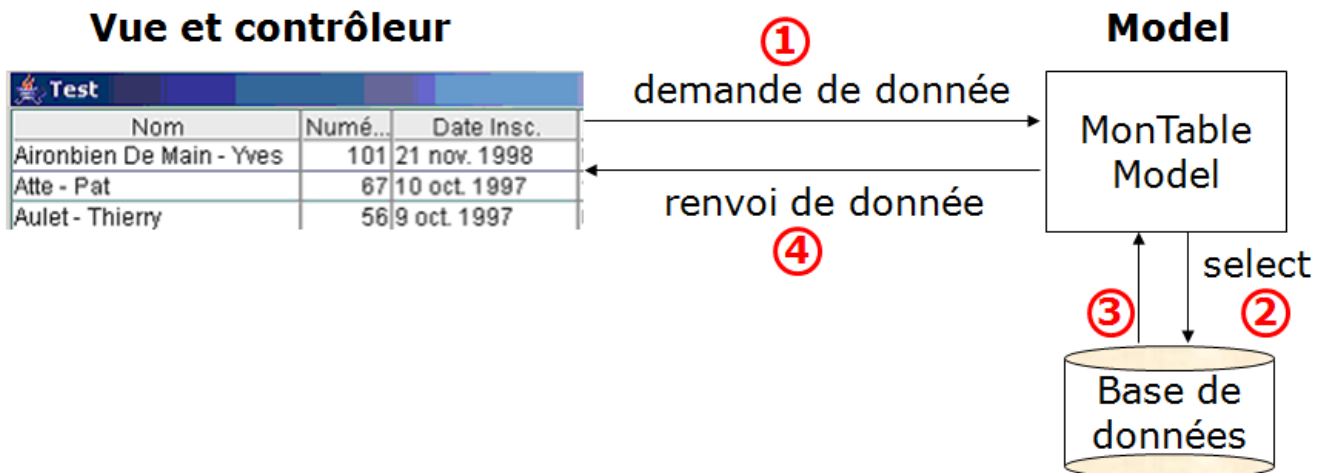 Vue et contrôleur
① Model
Test
demande de donnée
Nom Numé... Date Insc.
Aironbien De Main - Yves 101 21 nov. 1998
Atte - Pat 67 10 oct. 1997
Aulet - Thierry 56 9 oct. 1997
MonTable
Model
renvoi de donnée
④
select
③ ②
Base de
données